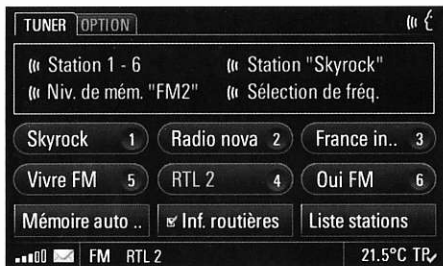 TUNER OPTION
Station 1 - 6 Station "Skyrock"
Niv. de mém. "FM2" Sélection de fréq.
Skyrock 1 Radio nova 2 France in.. 3
Vivre FM 5 RTL 2 4 Oui FM 6
Mémoire auto .. Inf. routières Liste stations
FM RTL 2 21.5°C TP